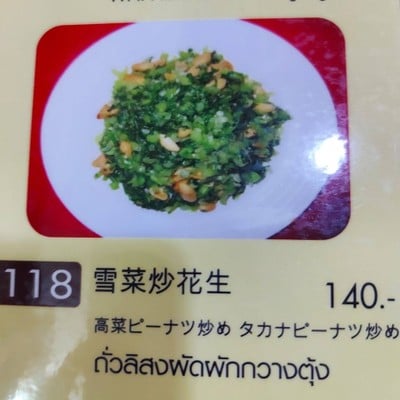 118 雪菜炒花生 140.-
高菜ピーナツ炒め タカナピーナツ炒め
ถั่วลิสงผัดผักกวางตุ้ง